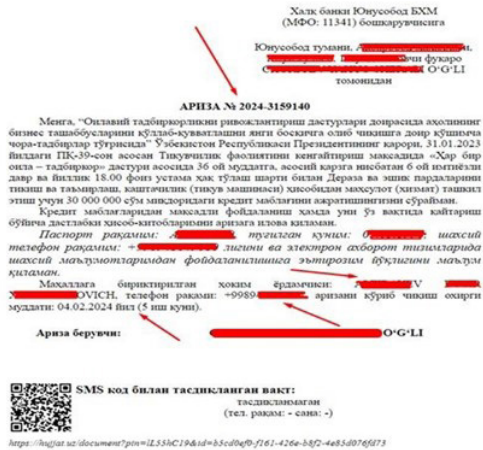 Халқ банки Юнусобод БХМ
(МФО: 11341) бошқарувчисига
Юнусобод тумани,
фуқаро
O‘G‘LI
томонидан
АРИЗА № 2024-3159140
Менга, “Оилавий тадбиркорликни ривожлантириш дастурлари доирасида аҳолининг
бизнес ташаббусларини қўллаб-қувватлашни янги босқичга олиб чиқишга доир қўшимча
чора-тадбирлар тўғрисида” Ўзбекистон Республикаси Президентининг қарори, 31.01.2023
йилдаги ПҚ-39-сон асосан Тикувчилик фаолиятини кенгайтириш мақсадида «Ҳар бир
оила – тадбиркор» дастури асосида 36 ой муддатга, асосий қарзга нисбатан 6 ой имтиёзли
давр ва йиллик 18.00 фоиз устама ҳақ тўлаш шарти билан Дераза ва эшик пардаларини
тикиш ва таъмирлаш, каштачилик (тикув машинаси) ҳисобидан маҳсулот (хизмат) ташкил
этиш учун 30 000 000 сўм миқдоридаги кредит маблағини ажратишингизни сўрайман.
Кредит маблағларидан мақсадли фойдаланиш ҳамда уни ўз вақтида қайтариш
бўйича дастлабки ҳисоб-китобларимни аризага илова қиламан.
Паспорт рақамим: туғилган куним: шахсий
телефон рақамим: лигини ва электрон ахборот тизимларида
шахсий маълумотларимдан фойдаланилишига эътирозим йўқлигини маълум
қиламан.
Маҳаллага бириктирилган ҳоким ёрдамчиси:
OVICH, телефон рақами: +9989 аризани кўриб чиқиш охирги
муддати: 04.02.2024 йил (5 иш куни).
Ариза берувчи: O‘G‘LI
SMS код билан тасдиқланган вақт:
тасдиқланмаган
(тел. рақам: - сана: -)
https://hujjat.uz/document?pin=lL55hC19&id=b5cd0ef0-f161-426e-b8f2-4e85d076fd73